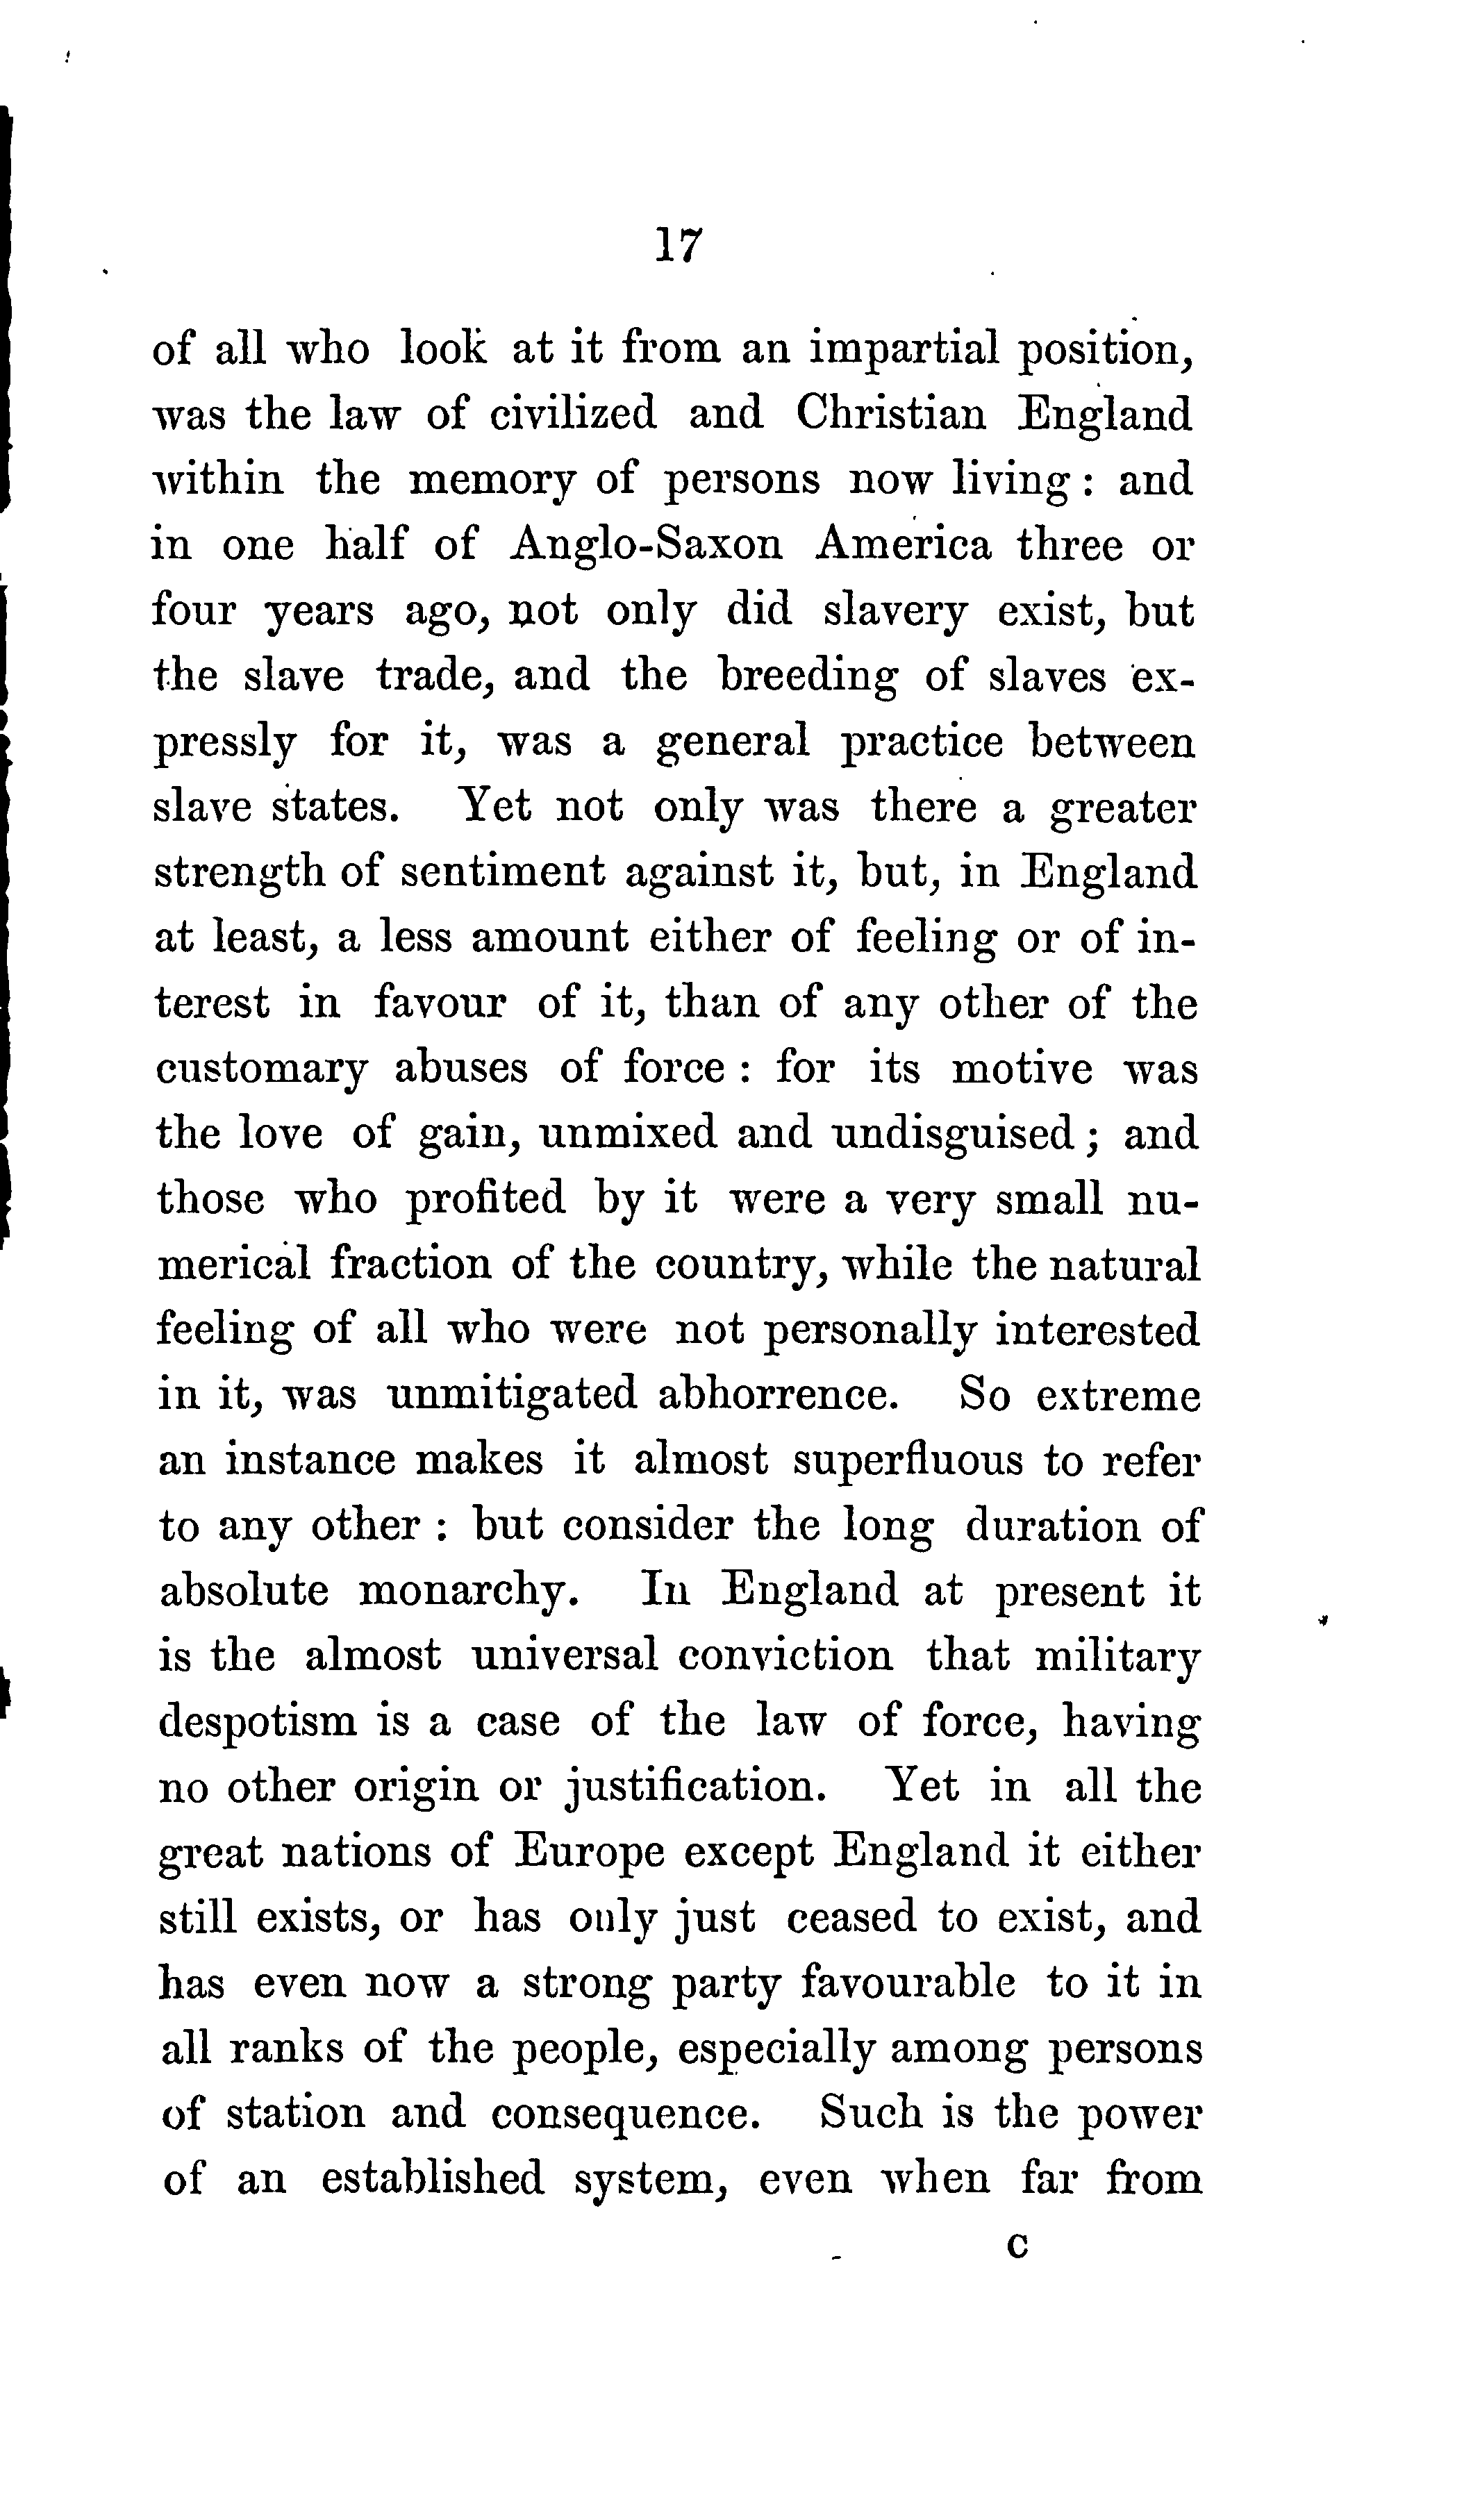 17
of all who look at it from an impartial position,
was the law of civilized and Christian England
within the memory of persons now living : and
in one half of Anglo-Saxon America three or
four years ago, not only did slavery exist, but
the slave trade, and the breeding of slaves ex-
pressly for it, was a general practice between
slave states. Yet not only was there a greater
strength of sentiment against it, but, in England
at least, a less amount either of feeling or of in-
terest in favour of it, than of any other of the
customary abuses of force : for its motive was
the love of gain, unmixed and undisguised ; and
those who profited by it were a very small nu-
merical fraction of the country, while the natural
feeling of all who were not personally interested
in it, was unmitigated abhorrence. So extreme
an instance makes it almost superfluous to refer
to any other : but consider the long duration of
absolute monarchy. In England at present it
is the almost universal conviction that military
despotism is a case of the law of force, having
no other origin or justification. Yet in all the
great nations of Europe except England it either
still exists, or has only just ceased to exist, and
has even now a strong party favourable to it in
all ranks of the people, especially among persons
of station and consequence. Such is the power
of an established system, even when far from
C